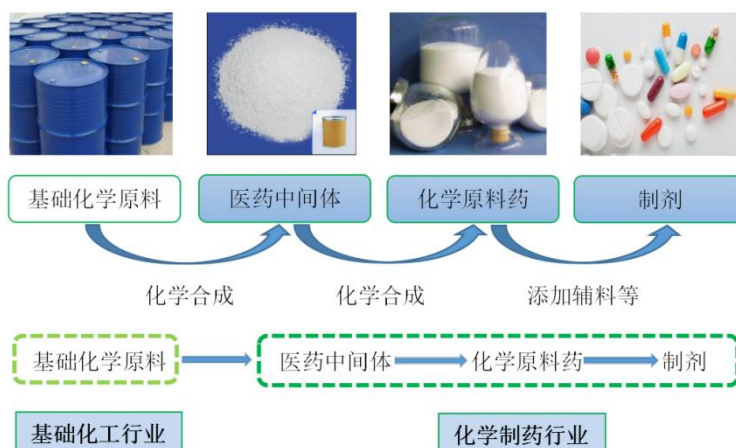 基础化学原料
医药中间体
化学原料药
制剂
化学合成
化学合成
添加辅料等
基础化学原料
医药中间体
化学原料药
制剂
基础化工行业
化学制药行业